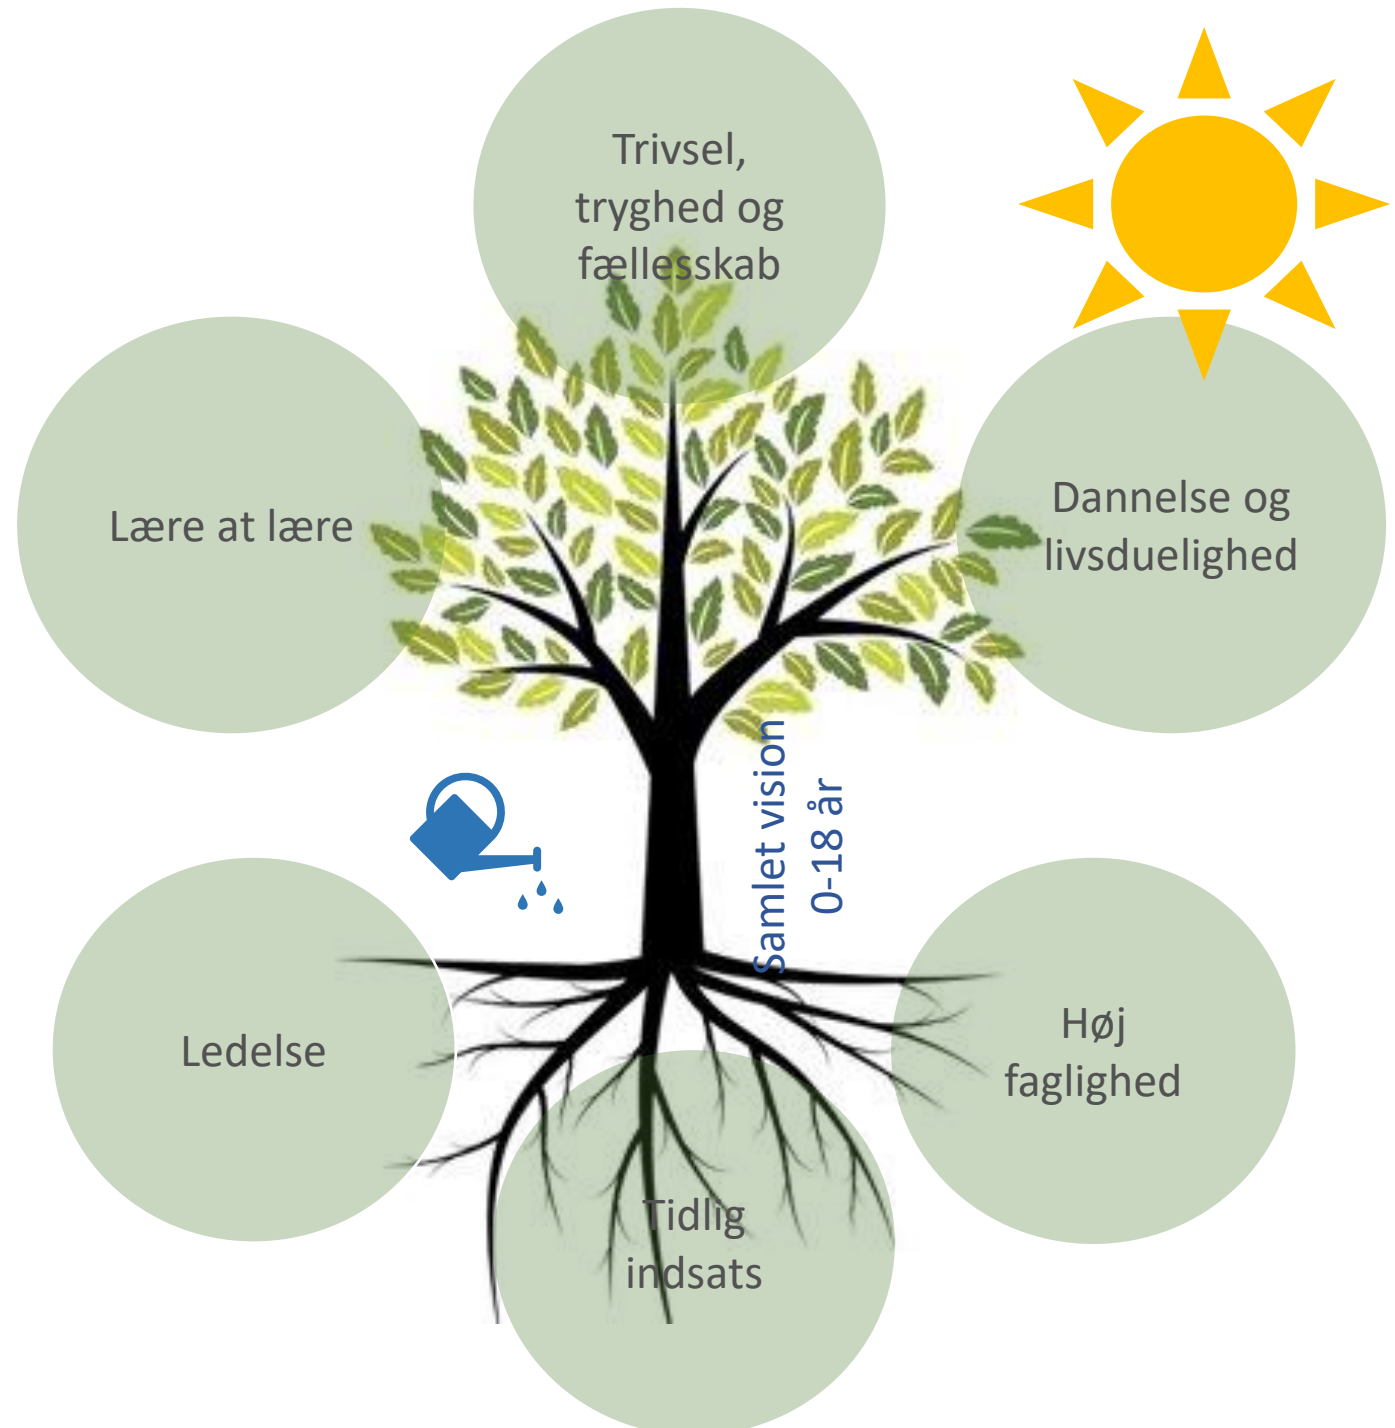 Trivsel,
tryghed og
fællesskab
Lære at lære
Dannelse og
livsduelighed
Samlet vision
0-18 år
Ledelse
Høj
faglighed
Tidlig
indsats